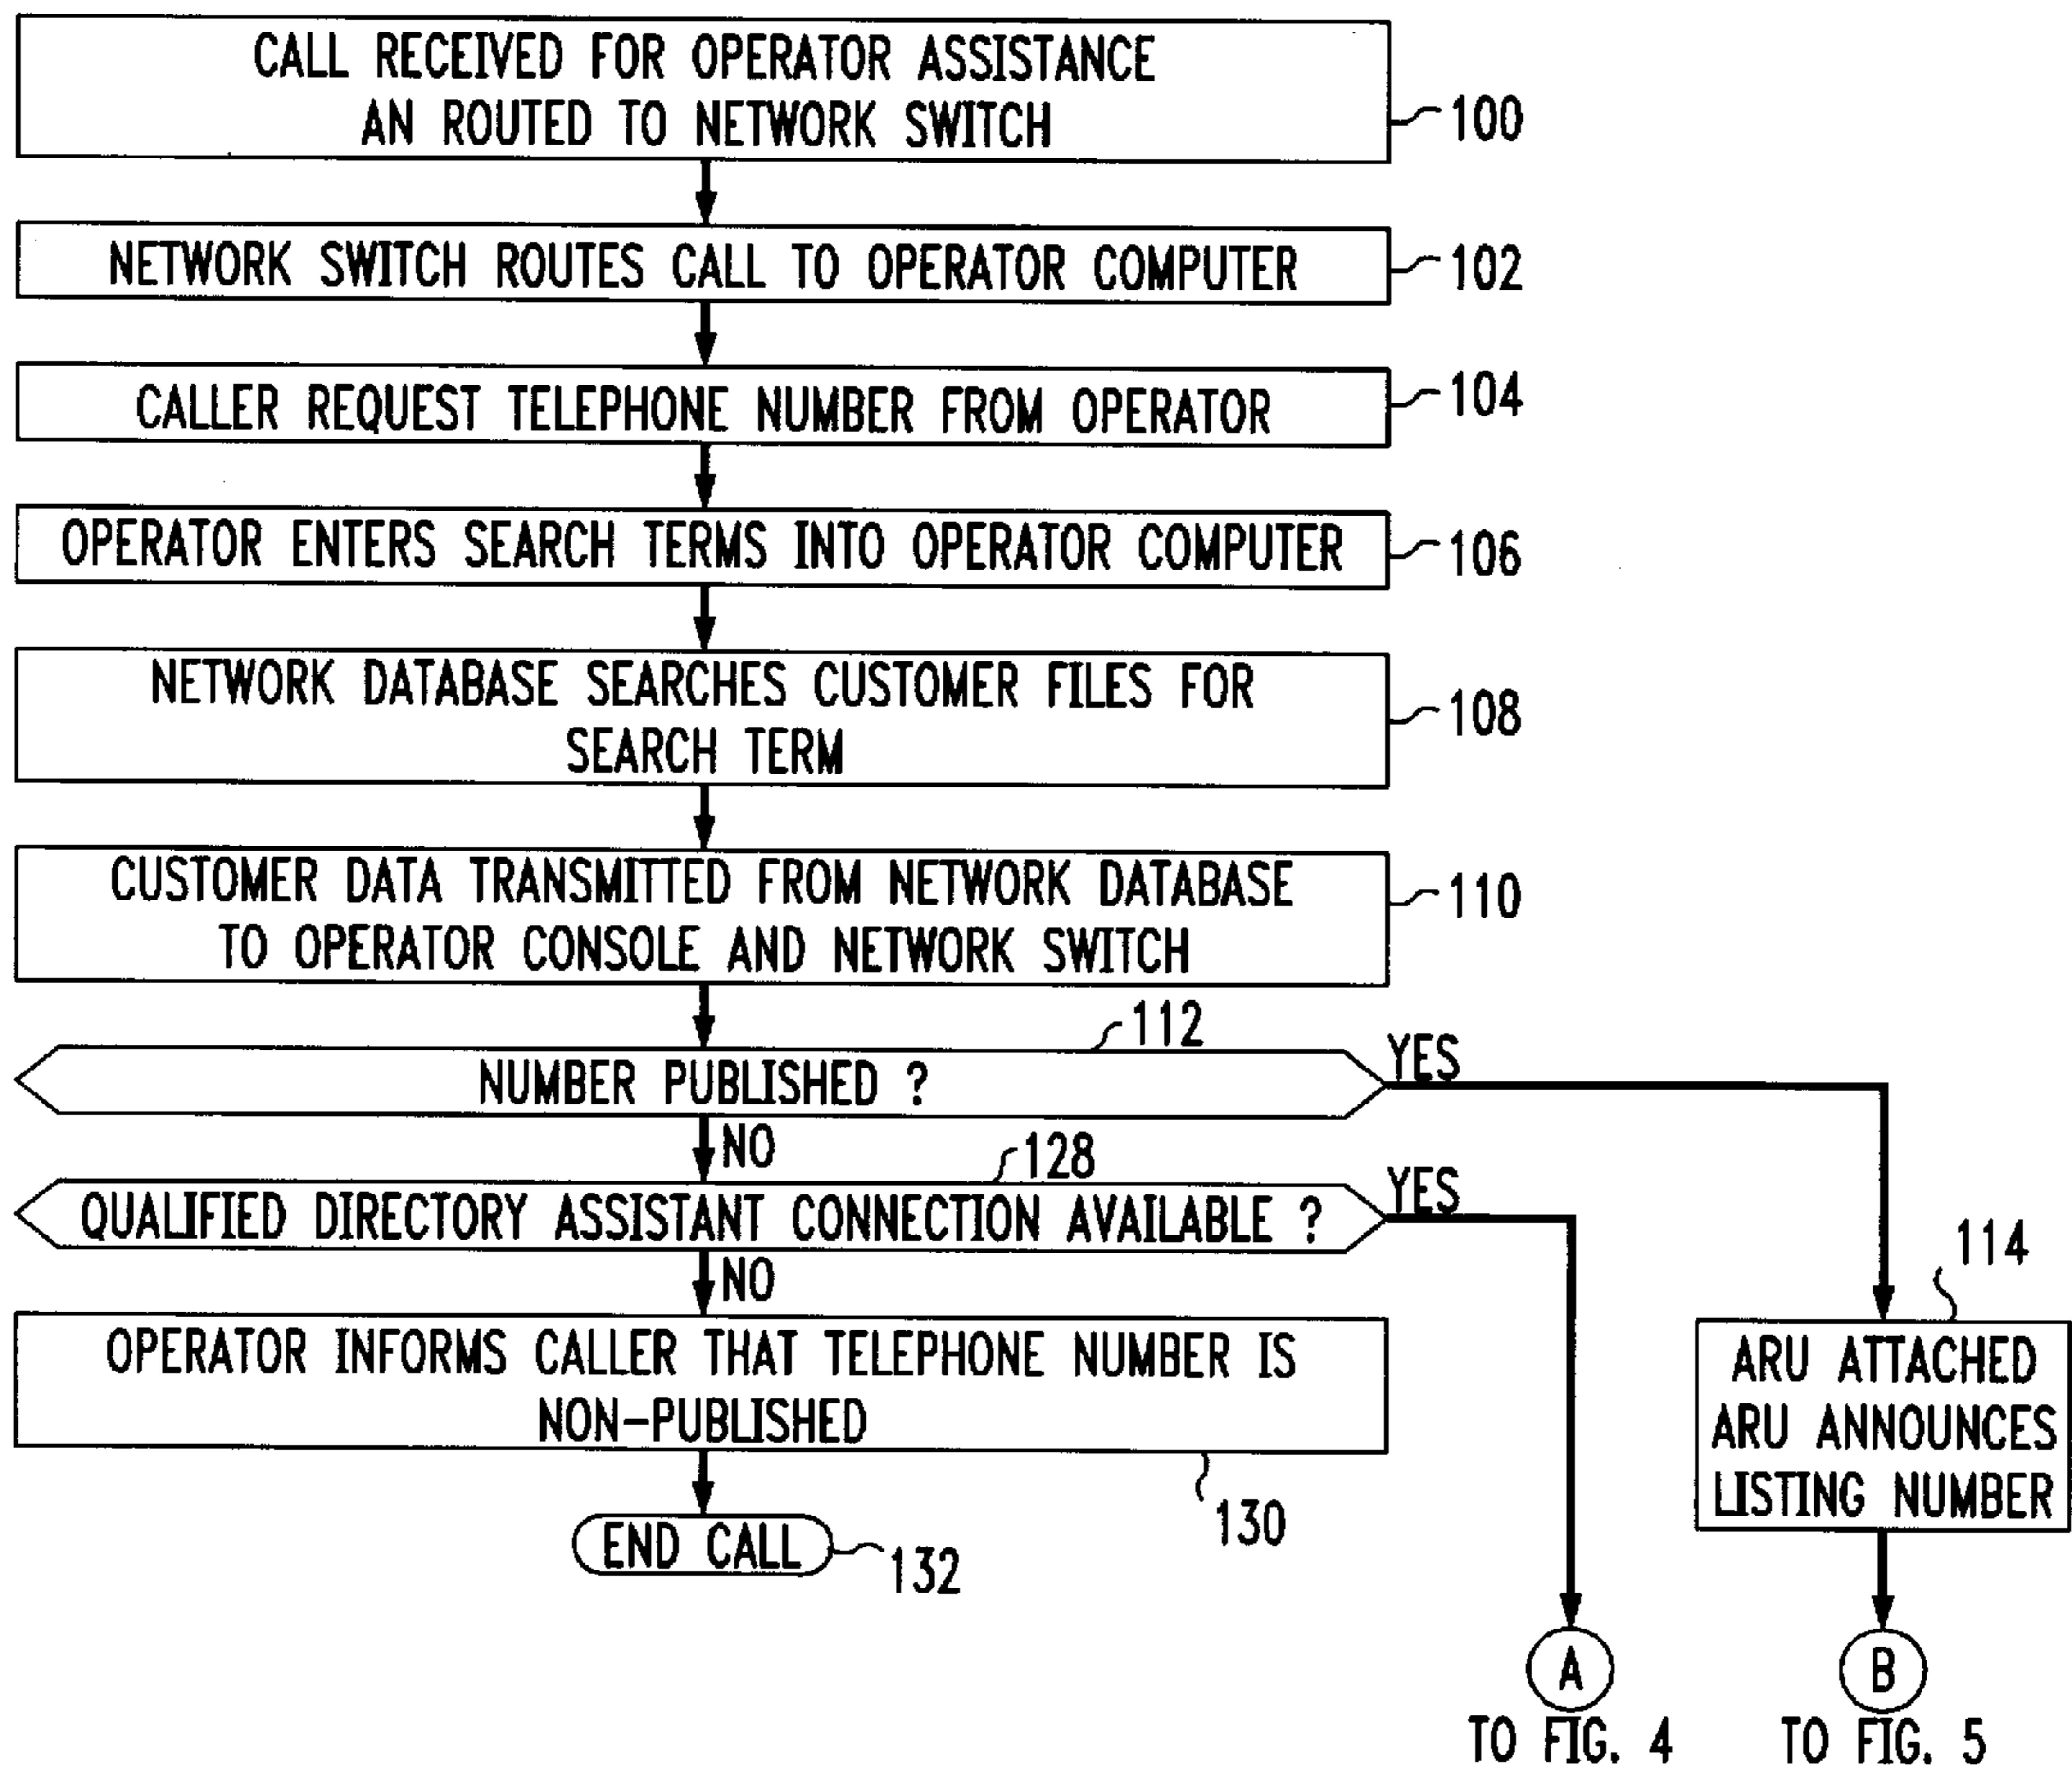 CALL RECEIVED FOR OPERATOR ASSISTANCE
AN ROUTED TO NETWORK SWITCH
100
NETWORK SWITCH ROUTES CALL TO OPERATOR COMPUTER
102
CALLER REQUEST TELEPHONE NUMBER FROM OPERATOR
104
OPERATOR ENTERS SEARCH TERMS INTO OPERATOR COMPUTER
106
NETWORK DATABASE SEARCHES CUSTOMER FILES FOR
SEARCH TERM
108
CUSTOMER DATA TRANSMITTED FROM NETWORK DATABASE
TO OPERATOR CONSOLE AND NETWORK SWITCH
110
112
NUMBER PUBLISHED ?
YES
NO
128
QUALIFIED DIRECTORY ASSISTANT CONNECTION AVAILABLE ?
YES
NO
114
ARU ATTACHED
ARU ANNOUNCES
LISTING NUMBER
OPERATOR INFORMS CALLER THAT TELEPHONE NUMBER IS
NON-PUBLISHED
130
END CALL
132
A
TO FIG. 4
B
TO FIG. 5